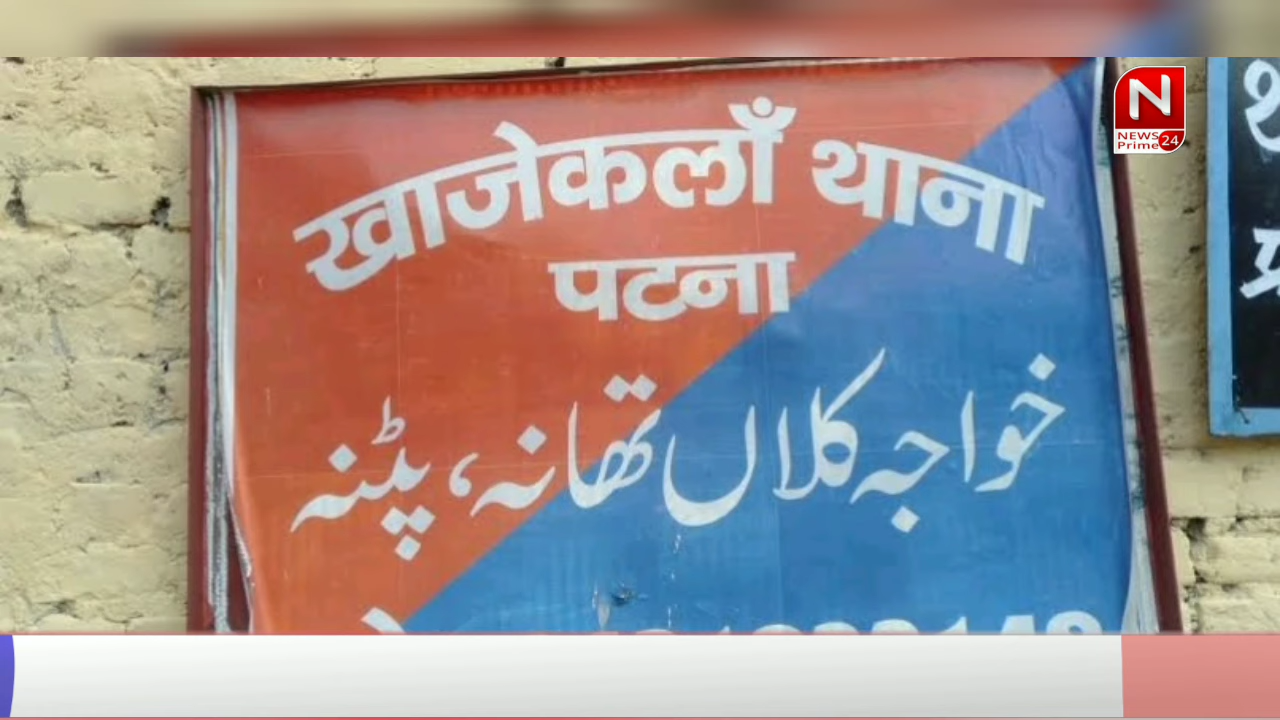 खाजेकलाँ थाना
पटना
خواجہ کلاں تھانہ، پٹنہ
N
NEWS
Prime 24